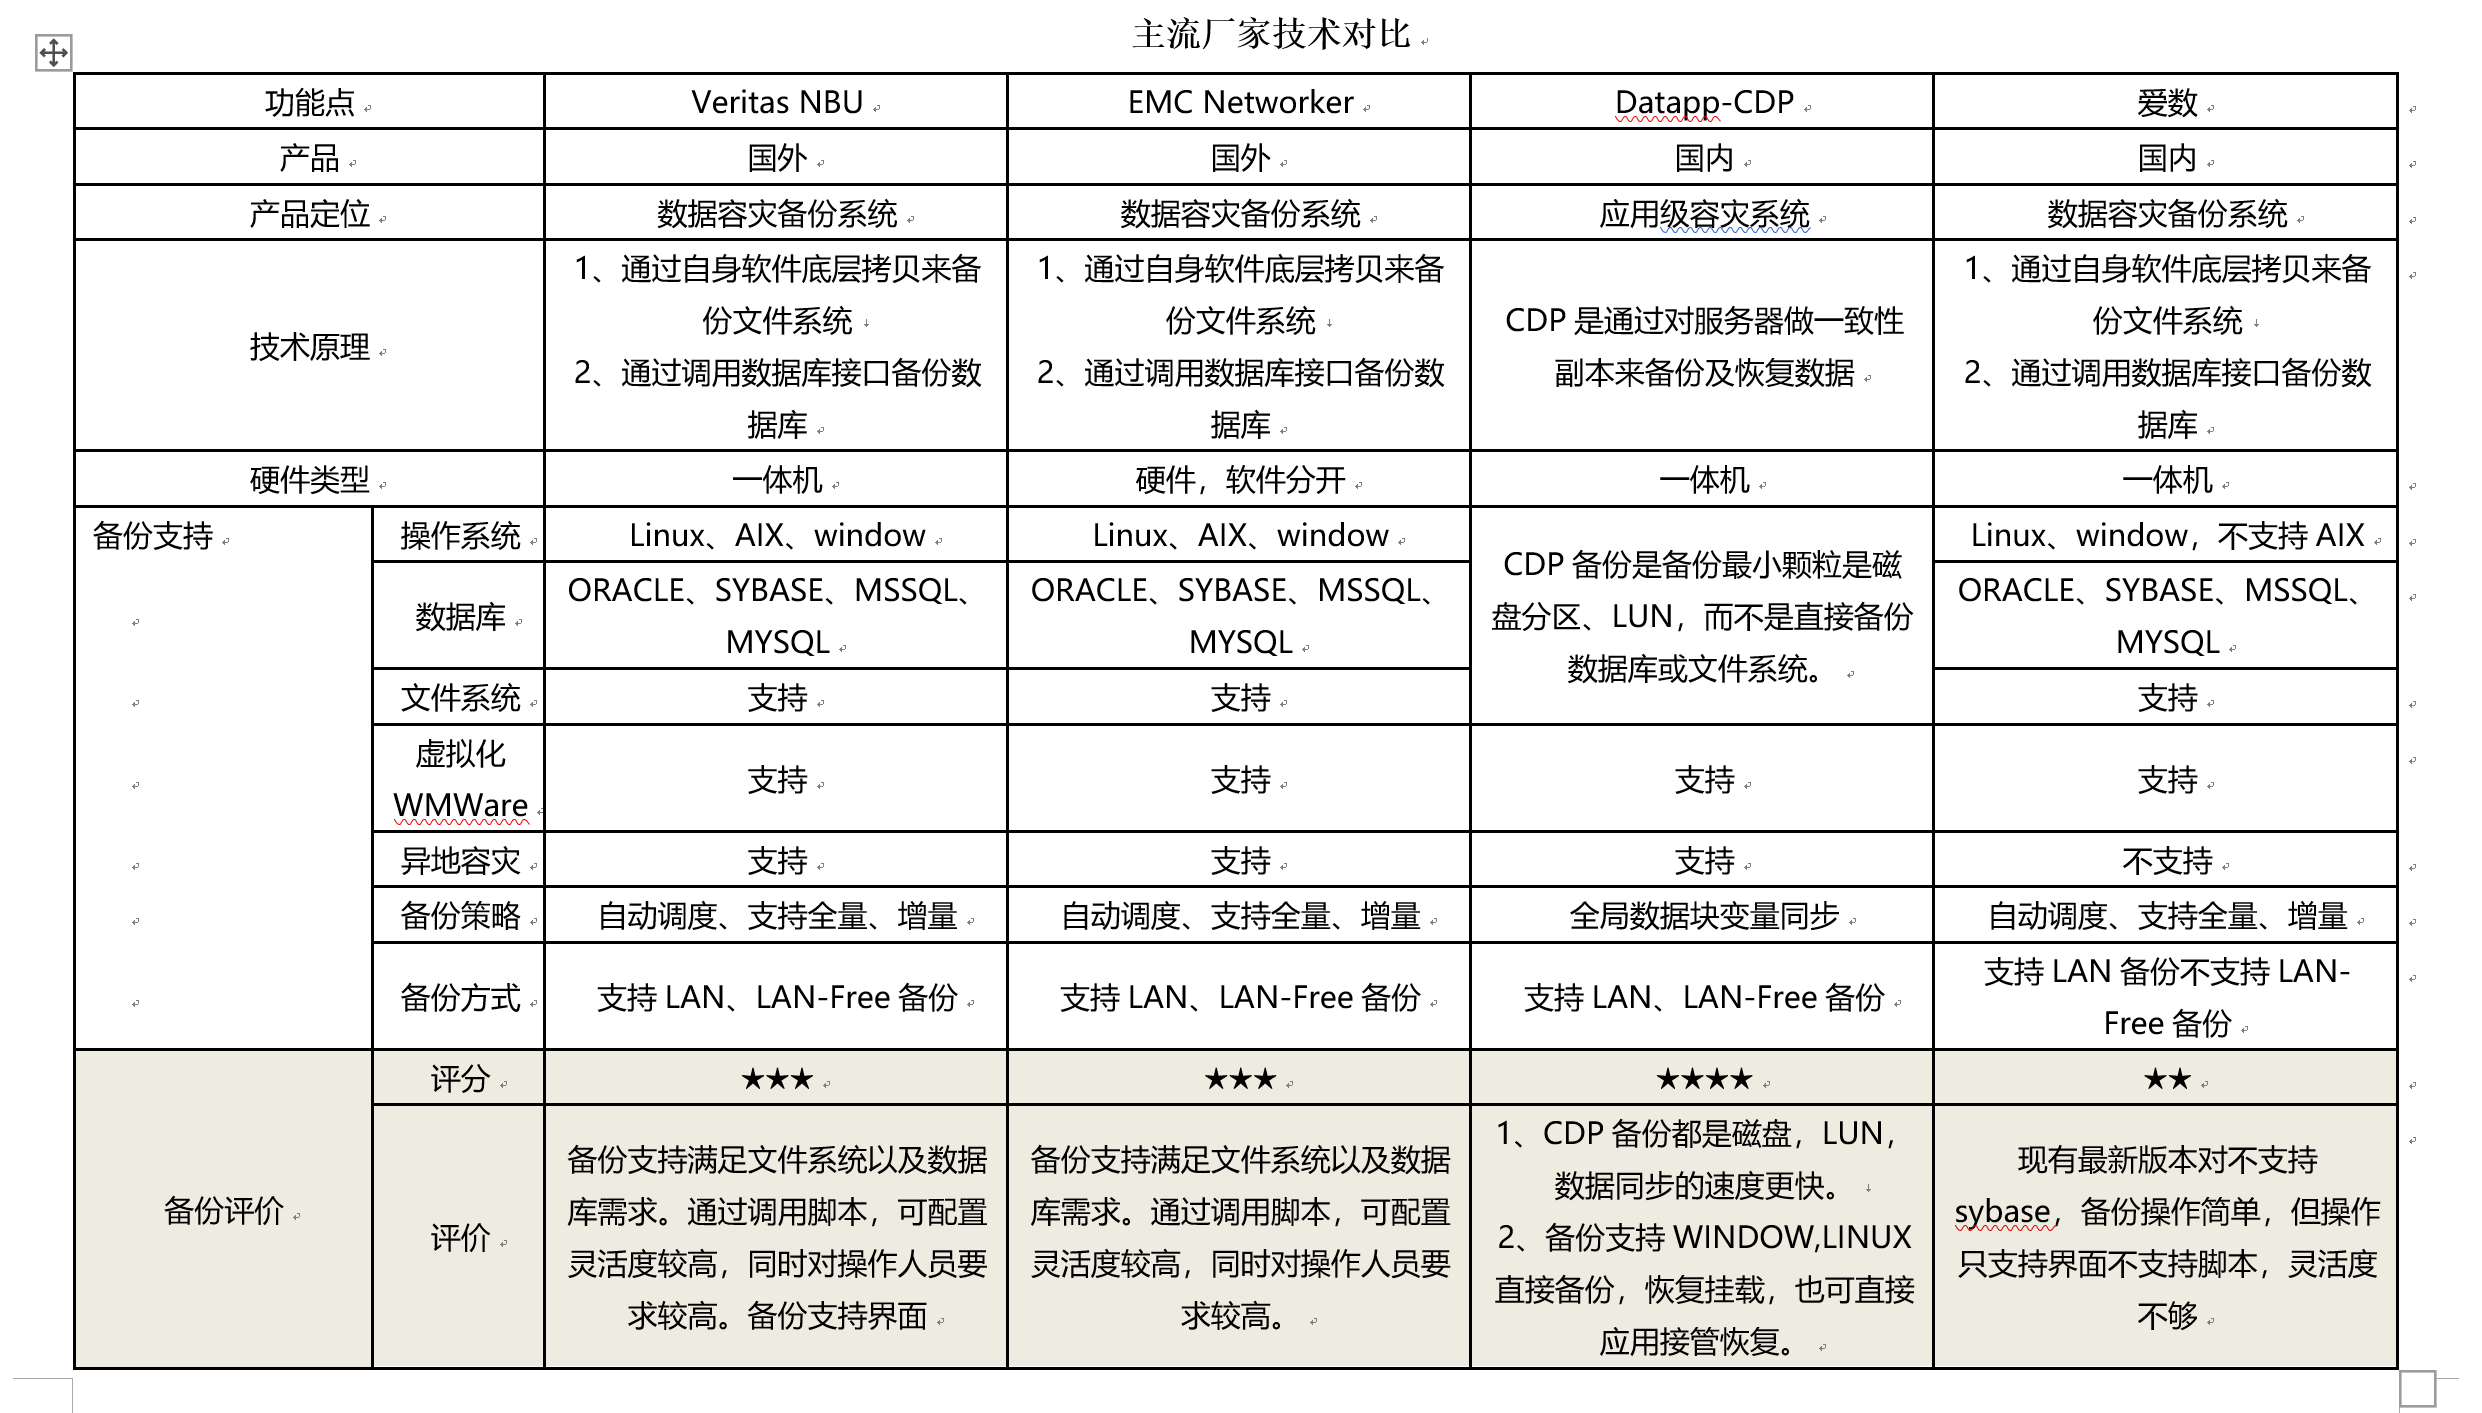 主流厂家技术对比
功能点 Veritas NBU EMC Networker Datapp-CDP 爱数
产品 国外 国外 国内 国内
产品定位 数据容灾备份系统 数据容灾备份系统 应用级容灾系统 数据容灾备份系统
技术原理
1、通过自身软件底层拷贝来备
份文件系统
2、通过调用数据库接口备份数
据库
1、通过自身软件底层拷贝来备
份文件系统
2、通过调用数据库接口备份数
据库
CDP 是通过对服务器做一致性
副本来备份及恢复数据
1、通过自身软件底层拷贝来备
份文件系统
2、通过调用数据库接口备份数
据库
硬件类型 一体机 硬件，软件分开 一体机 一体机
备份支持
操作系统 Linux、AIX、window Linux、AIX、window
CDP 备份是备份最小颗粒是磁
盘分区、LUN，而不是直接备份
数据库或文件系统。
Linux、window，不支持 AIX
数据库
ORACLE、SYBASE、MSSQL、
MYSQL
ORACLE、SYBASE、MSSQL、
MYSQL
ORACLE、SYBASE、MSSQL、
MYSQL
文件系统 支持 支持 支持
虚拟化
WMWare
支持 支持 支持 支持
异地容灾 支持 支持 支持 不支持
备份策略 自动调度、支持全量、增量 自动调度、支持全量、增量 全局数据块变量同步 自动调度、支持全量、增量
备份方式 支持 LAN、LAN-Free 备份 支持 LAN、LAN-Free 备份 支持 LAN、LAN-Free 备份
支持 LAN 备份不支持 LAN-
Free 备份
备份评价
评分 ★★★ ★★★ ★★★★ ★★
评价
备份支持满足文件系统以及数据
库需求。通过调用脚本，可配置
灵活度较高，同时对操作人员要
求较高。备份支持界面
备份支持满足文件系统以及数据
库需求。通过调用脚本，可配置
灵活度较高，同时对操作人员要
求较高。
1、CDP 备份都是磁盘，LUN，
数据同步的速度更快。
2、备份支持 WINDOW,LINUX
直接备份，恢复挂载，也可直接
应用接管恢复。
现有最新版本对不支持
sybase，备份操作简单，但操作
只支持界面不支持脚本，灵活度
不够